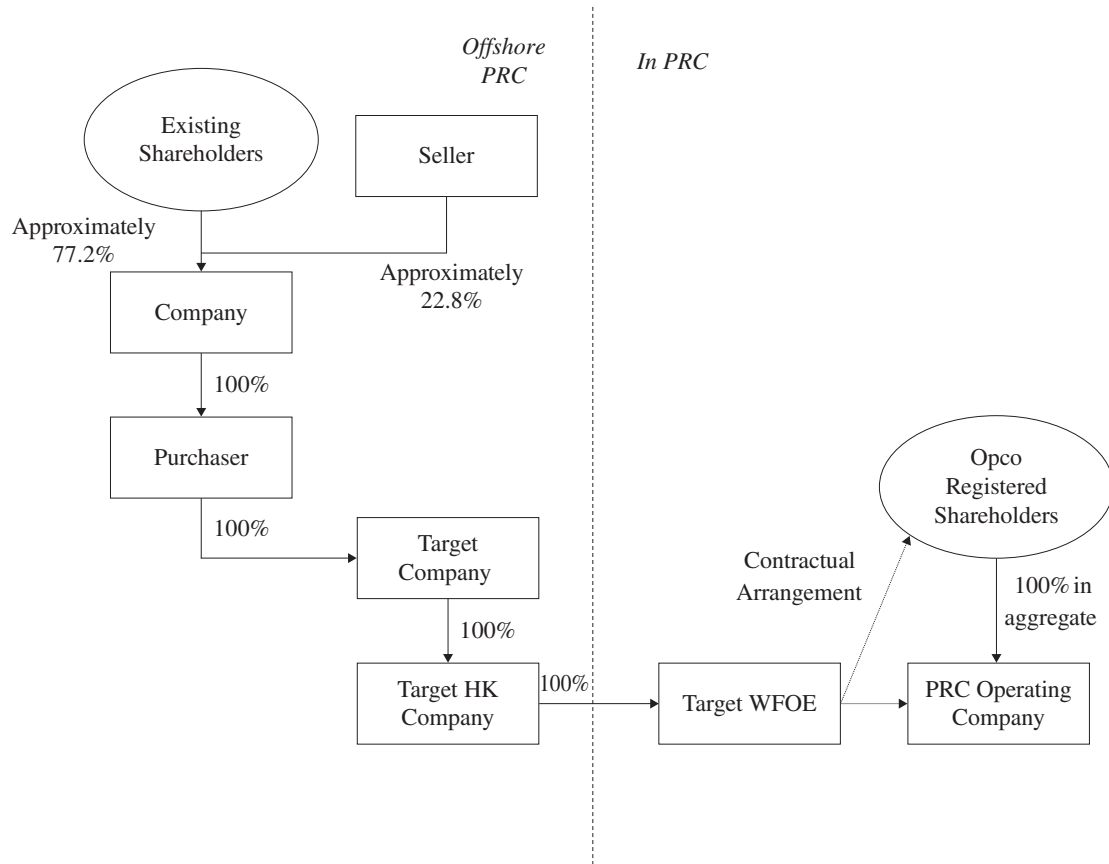 Offshore
PRC
In PRC
Existing
Shareholders
Seller
Approximately
77.2%
Approximately
22.8%
Company
100%
Purchaser
100%
Target
Company
100%
Target HK
Company
100%
Target WFOE
Contractual
Arrangement
Opco
Registered
Shareholders
100% in
aggregate
PRC Operating
Company